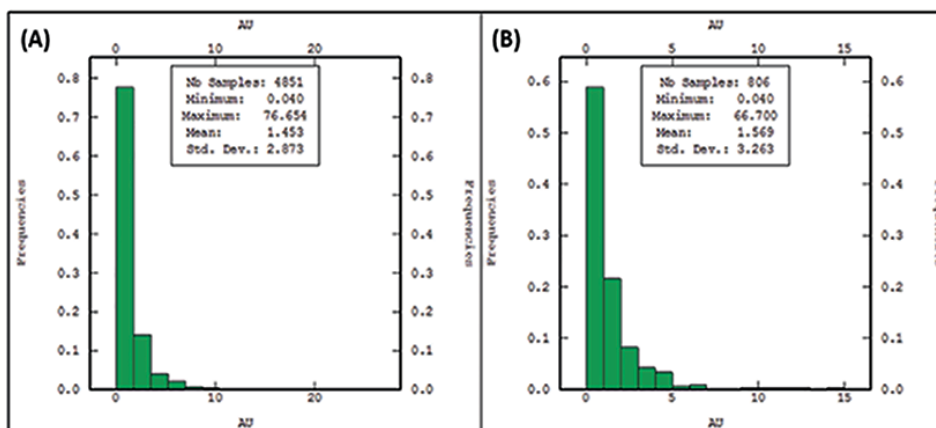 (A)
AU
0 10 20
0.8 0.8
0.7 0.7
0.6 0.6
0.5 0.5
0.4 0.4
0.3 0.3
0.2 0.2
0.1 0.1
0.0 0.0
Frequencies
Frequencies
Nb Samples: 4851
Minimum: 0.040
Maximum: 76.654
Mean: 1.453
Std. Dev.: 2.873
0 10 20
AU
(B)
AU
0 5 10 15
0.6 0.6
0.5 0.5
0.4 0.4
0.3 0.3
0.2 0.2
0.1 0.1
0.0 0.0
Frequencies
Frequencies
Nb Samples: 806
Minimum: 0.040
Maximum: 66.700
Mean: 1.569
Std. Dev.: 3.263
0 5 10 15
AU